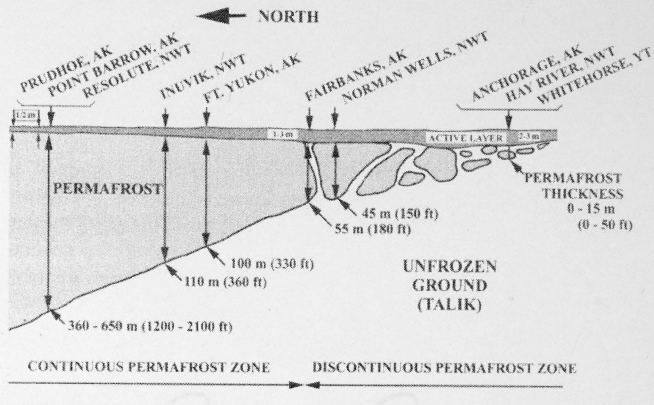 NORTH
PRUDHOE, AK
POINT BARROW, AK
RESOLUTE, NWT
INUVIK, NWT
FT. YUKON, AK
FAIRBANKS, AK
NORMAN WELLS, NWT
ANCHORAGE, AK
HAY RIVER, NWT
WHITEHORSE, YT
1/2 m
1-3 m
ACTIVE LAYER
2-3 m
PERMAFROST
PERMAFROST
THICKNESS
0 - 15 m
(0 - 50 ft)
45 m (150 ft)
55 m (180 ft)
100 m (330 ft)
110 m (360 ft)
360 - 650 m (1200 - 2100 ft)
UNFROZEN
GROUND
(TALIK)
CONTINUOUS PERMAFROST ZONE
DISCONTINUOUS PERMAFROST ZONE